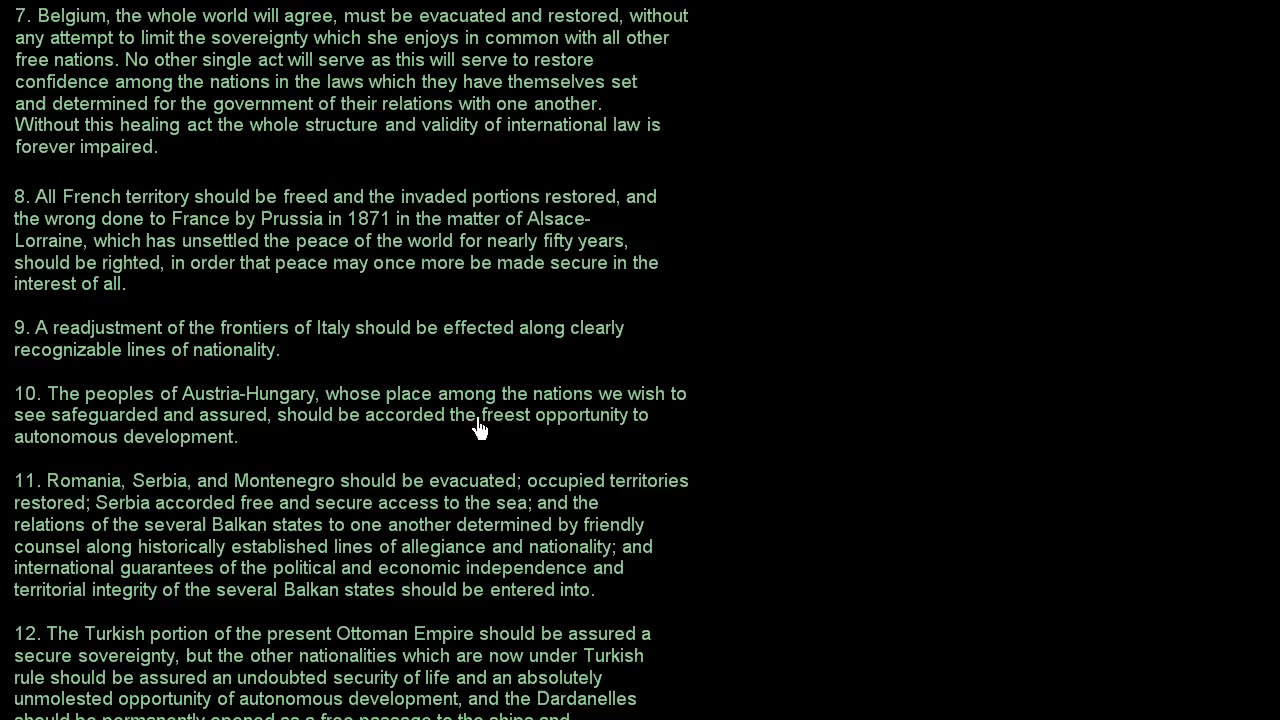 7. Belgium, the whole world will agree, must be evacuated and restored, without
any attempt to limit the sovereignty which she enjoys in common with all other
free nations. No other single act will serve as this will serve to restore
confidence among the nations in the laws which they have themselves set
and determined for the government of their relations with one another.
Without this healing act the whole structure and validity of international law is
forever impaired.
8. All French territory should be freed and the invaded portions restored, and
the wrong done to France by Prussia in 1871 in the matter of Alsace-
Lorraine, which has unsettled the peace of the world for nearly fifty years,
should be righted, in order that peace may once more be made secure in the
interest of all.
9. A readjustment of the frontiers of Italy should be effected along clearly
recognizable lines of nationality.
10. The peoples of Austria-Hungary, whose place among the nations we wish to
see safeguarded and assured, should be accorded the freest opportunity to
autonomous development.
11. Romania, Serbia, and Montenegro should be evacuated; occupied territories
restored; Serbia accorded free and secure access to the sea; and the
relations of the several Balkan states to one another determined by friendly
counsel along historically established lines of allegiance and nationality; and
international guarantees of the political and economic independence and
territorial integrity of the several Balkan states should be entered into.
12. The Turkish portion of the present Ottoman Empire should be assured a
secure sovereignty, but the other nationalities which are now under Turkish
rule should be assured an undoubted security of life and an absolutely
unmolested opportunity of autonomous development, and the Dardanelles
should be permanently opened as a free passage to the ships and